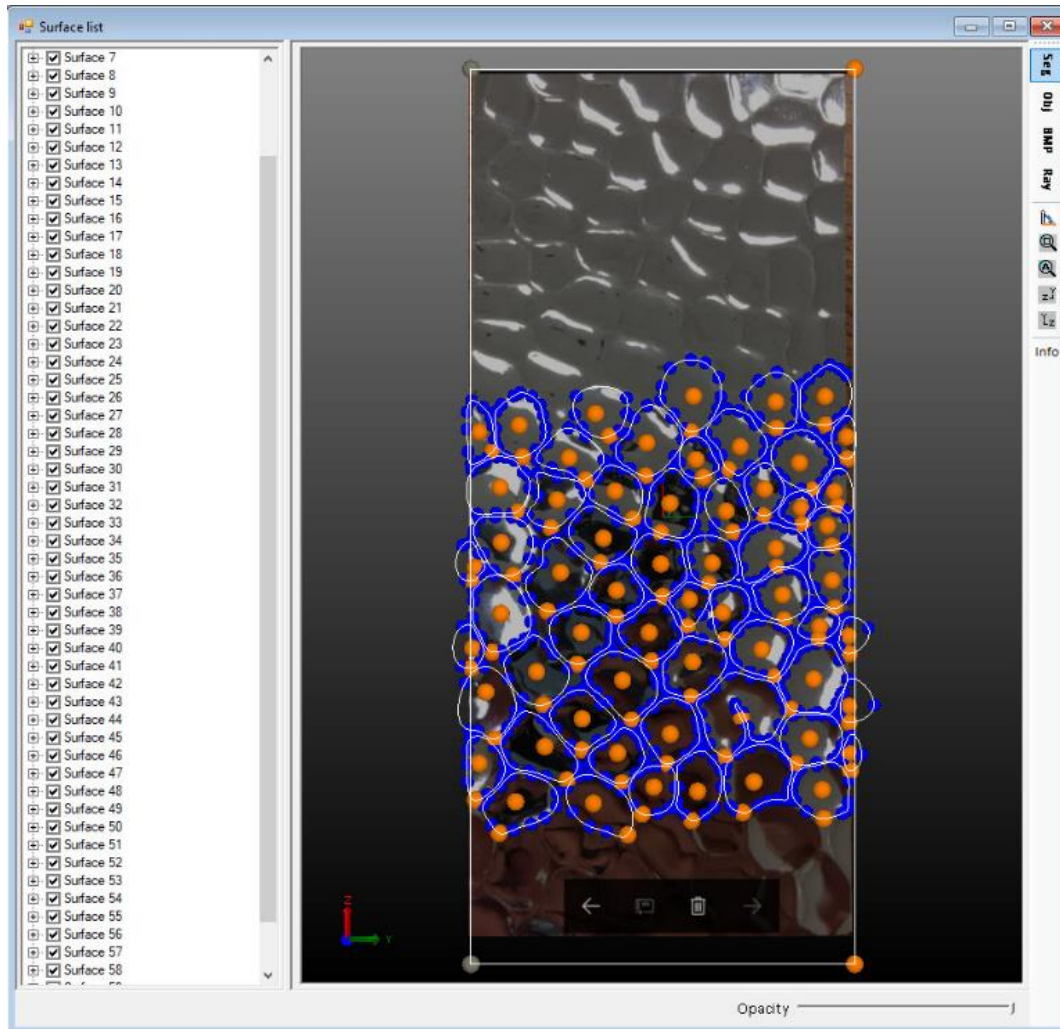 Surface list
Surface 7
Surface 8
Surface 9
Surface 10
Surface 11
Surface 12
Surface 13
Surface 14
Surface 15
Surface 16
Surface 17
Surface 18
Surface 19
Surface 20
Surface 21
Surface 22
Surface 23
Surface 24
Surface 25
Surface 26
Surface 27
Surface 28
Surface 29
Surface 30
Surface 31
Surface 32
Surface 33
Surface 34
Surface 35
Surface 36
Surface 37
Surface 38
Surface 39
Surface 40
Surface 41
Surface 42
Surface 43
Surface 44
Surface 45
Surface 46
Surface 47
Surface 48
Surface 49
Surface 50
Surface 51
Surface 52
Surface 53
Surface 54
Surface 55
Surface 56
Surface 57
Surface 58
Z
Y
Seg
Obj
BMP
Ray
Info
Opacity